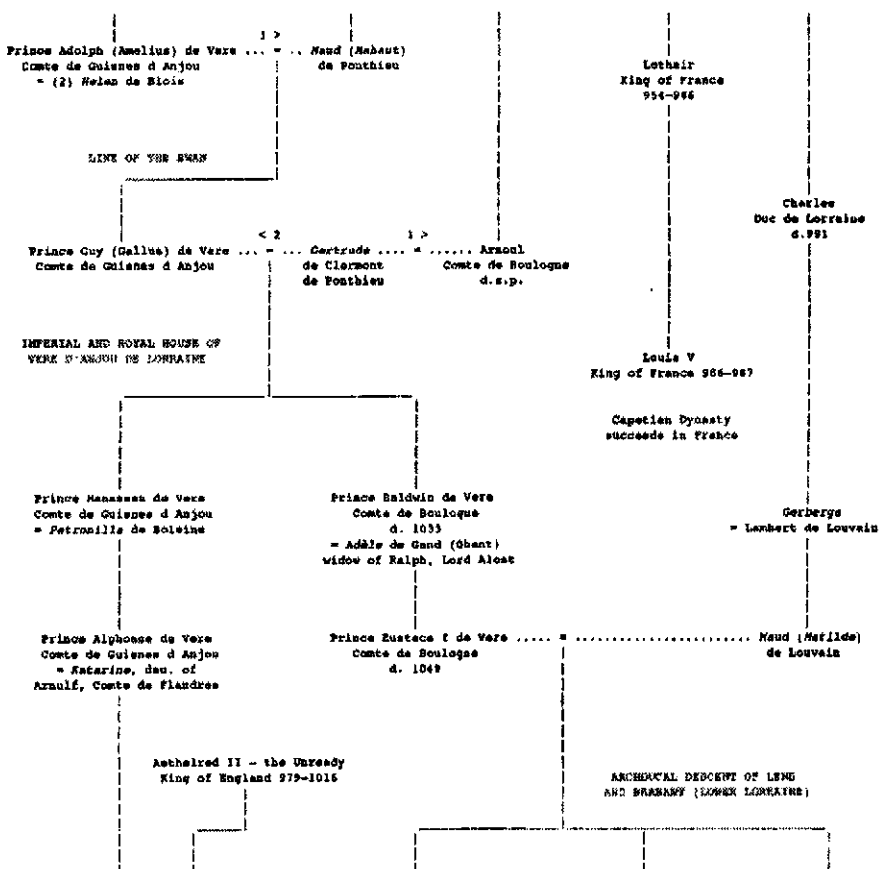 1 >
Prince Adolph (Amelius) de Vere ... = .. Maud (Mahaut)
Comte de Guisnes d Anjou
de Ponthieu
= (2) Helen de Blois
Lothair
King of France
954-986
LINE OF THE SWAN
Charles
Duc de Lorraine
d.991
< 2
1 >
Prince Guy (Gallus) de Vere ... = ... Gertrude .... = ...... Arnoul
Comte de Guisnes d Anjou
de Clermont
de Ponthieu
Comte de Boulogne
d.s.p.
IMPERIAL AND ROYAL HOUSE OF
VERE D'ANJOU DE LORRAINE
Louis V
King of France 986-987
Capetian Dynasty
succeeds in France
Prince Manasses de Vere
Comte de Guisnes d Anjou
= Petronilla de Boleine
Prince Baldwin de Vere
Comte de Boulogne
d. 1033
= Adèle de Gand (Ghent)
widow of Ralph, Lord Alost
Gerberga
= Lambert de Louvain
Prince Alphonse de Vere
Comte de Guisnes d Anjou
= Katarine, dau. of
Arnulf, Comte de Flandres
Prince Eustace I de Vere ..... = ......................... Maud (Matilde)
Comte de Boulogne
d. 1049
de Louvain
Aethelred II - the Unready
King of England 979-1016
ARCHDUCAL DESCENT OF LENS
AND BRABANT (LOWER LORRAINE)